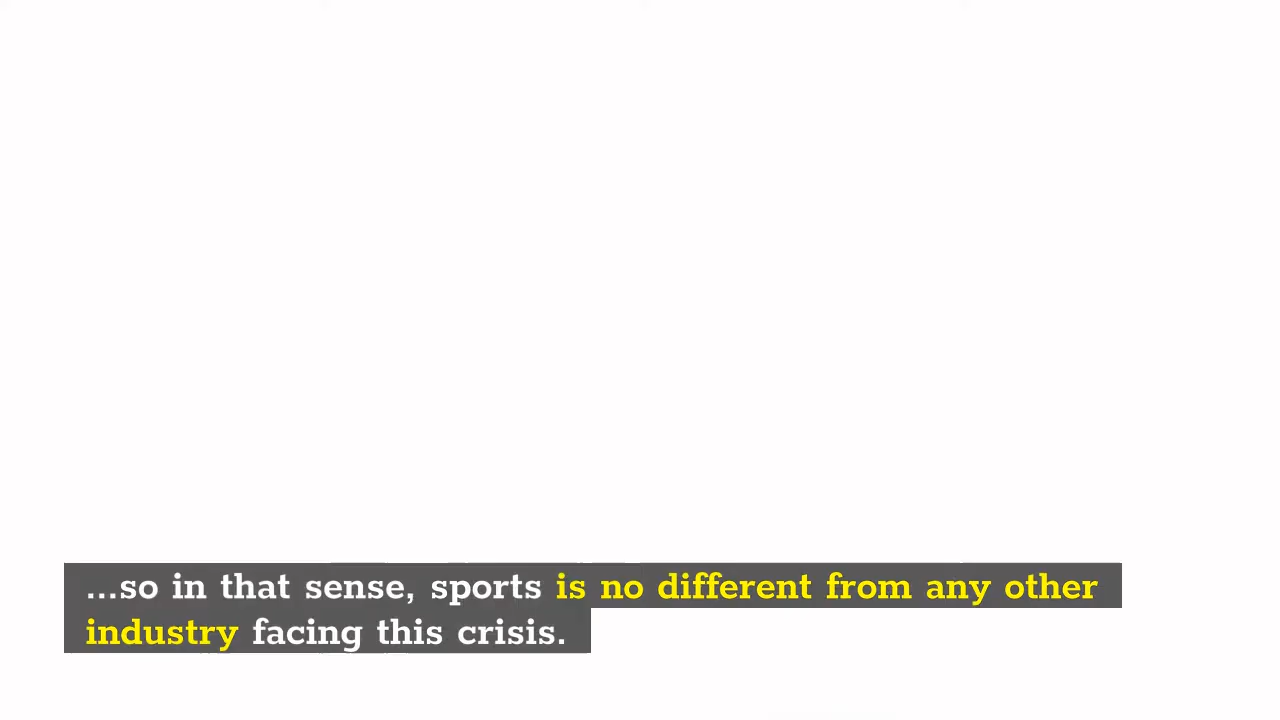 ...so in that sense, sports is no different from any other
industry facing this crisis.